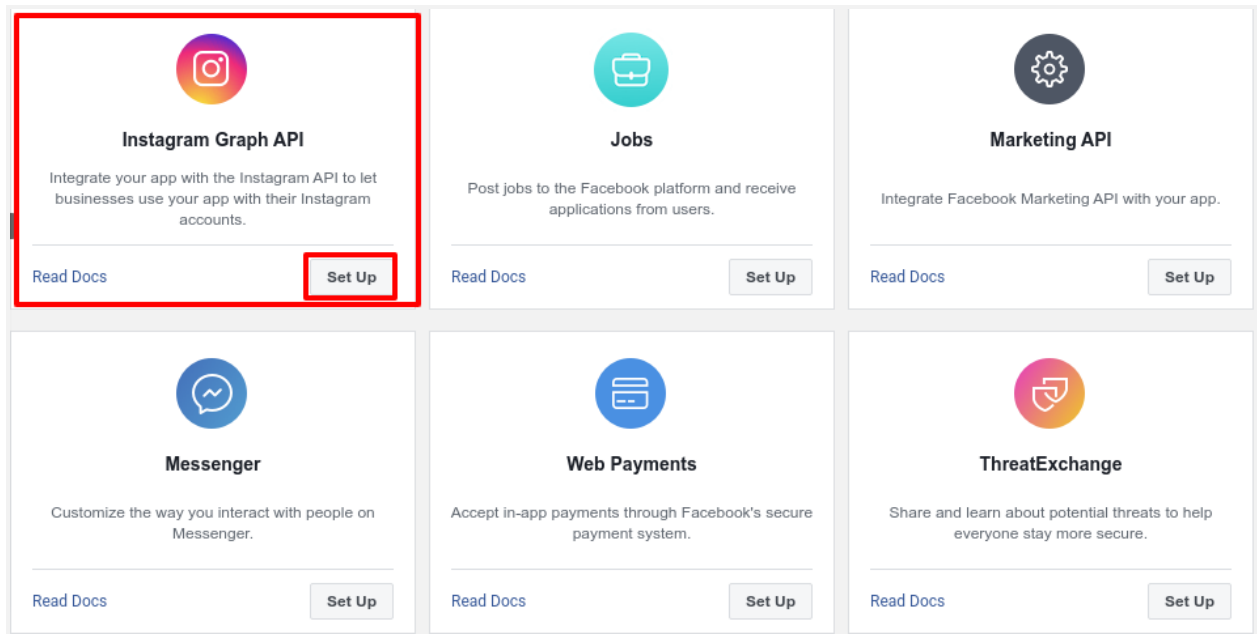 Instagram Graph API
Integrate your app with the Instagram API to let
businesses use your app with their Instagram
accounts.
Read Docs
Set Up
Jobs
Post jobs to the Facebook platform and receive
applications from users.
Read Docs
Set Up
Marketing API
Integrate Facebook Marketing API with your app.
Read Docs
Set Up
Messenger
Customize the way you interact with people on
Messenger.
Read Docs
Set Up
Web Payments
Accept in-app payments through Facebook's secure
payment system.
Read Docs
Set Up
ThreatExchange
Share and learn about potential threats to help
everyone stay more secure.
Read Docs
Set Up